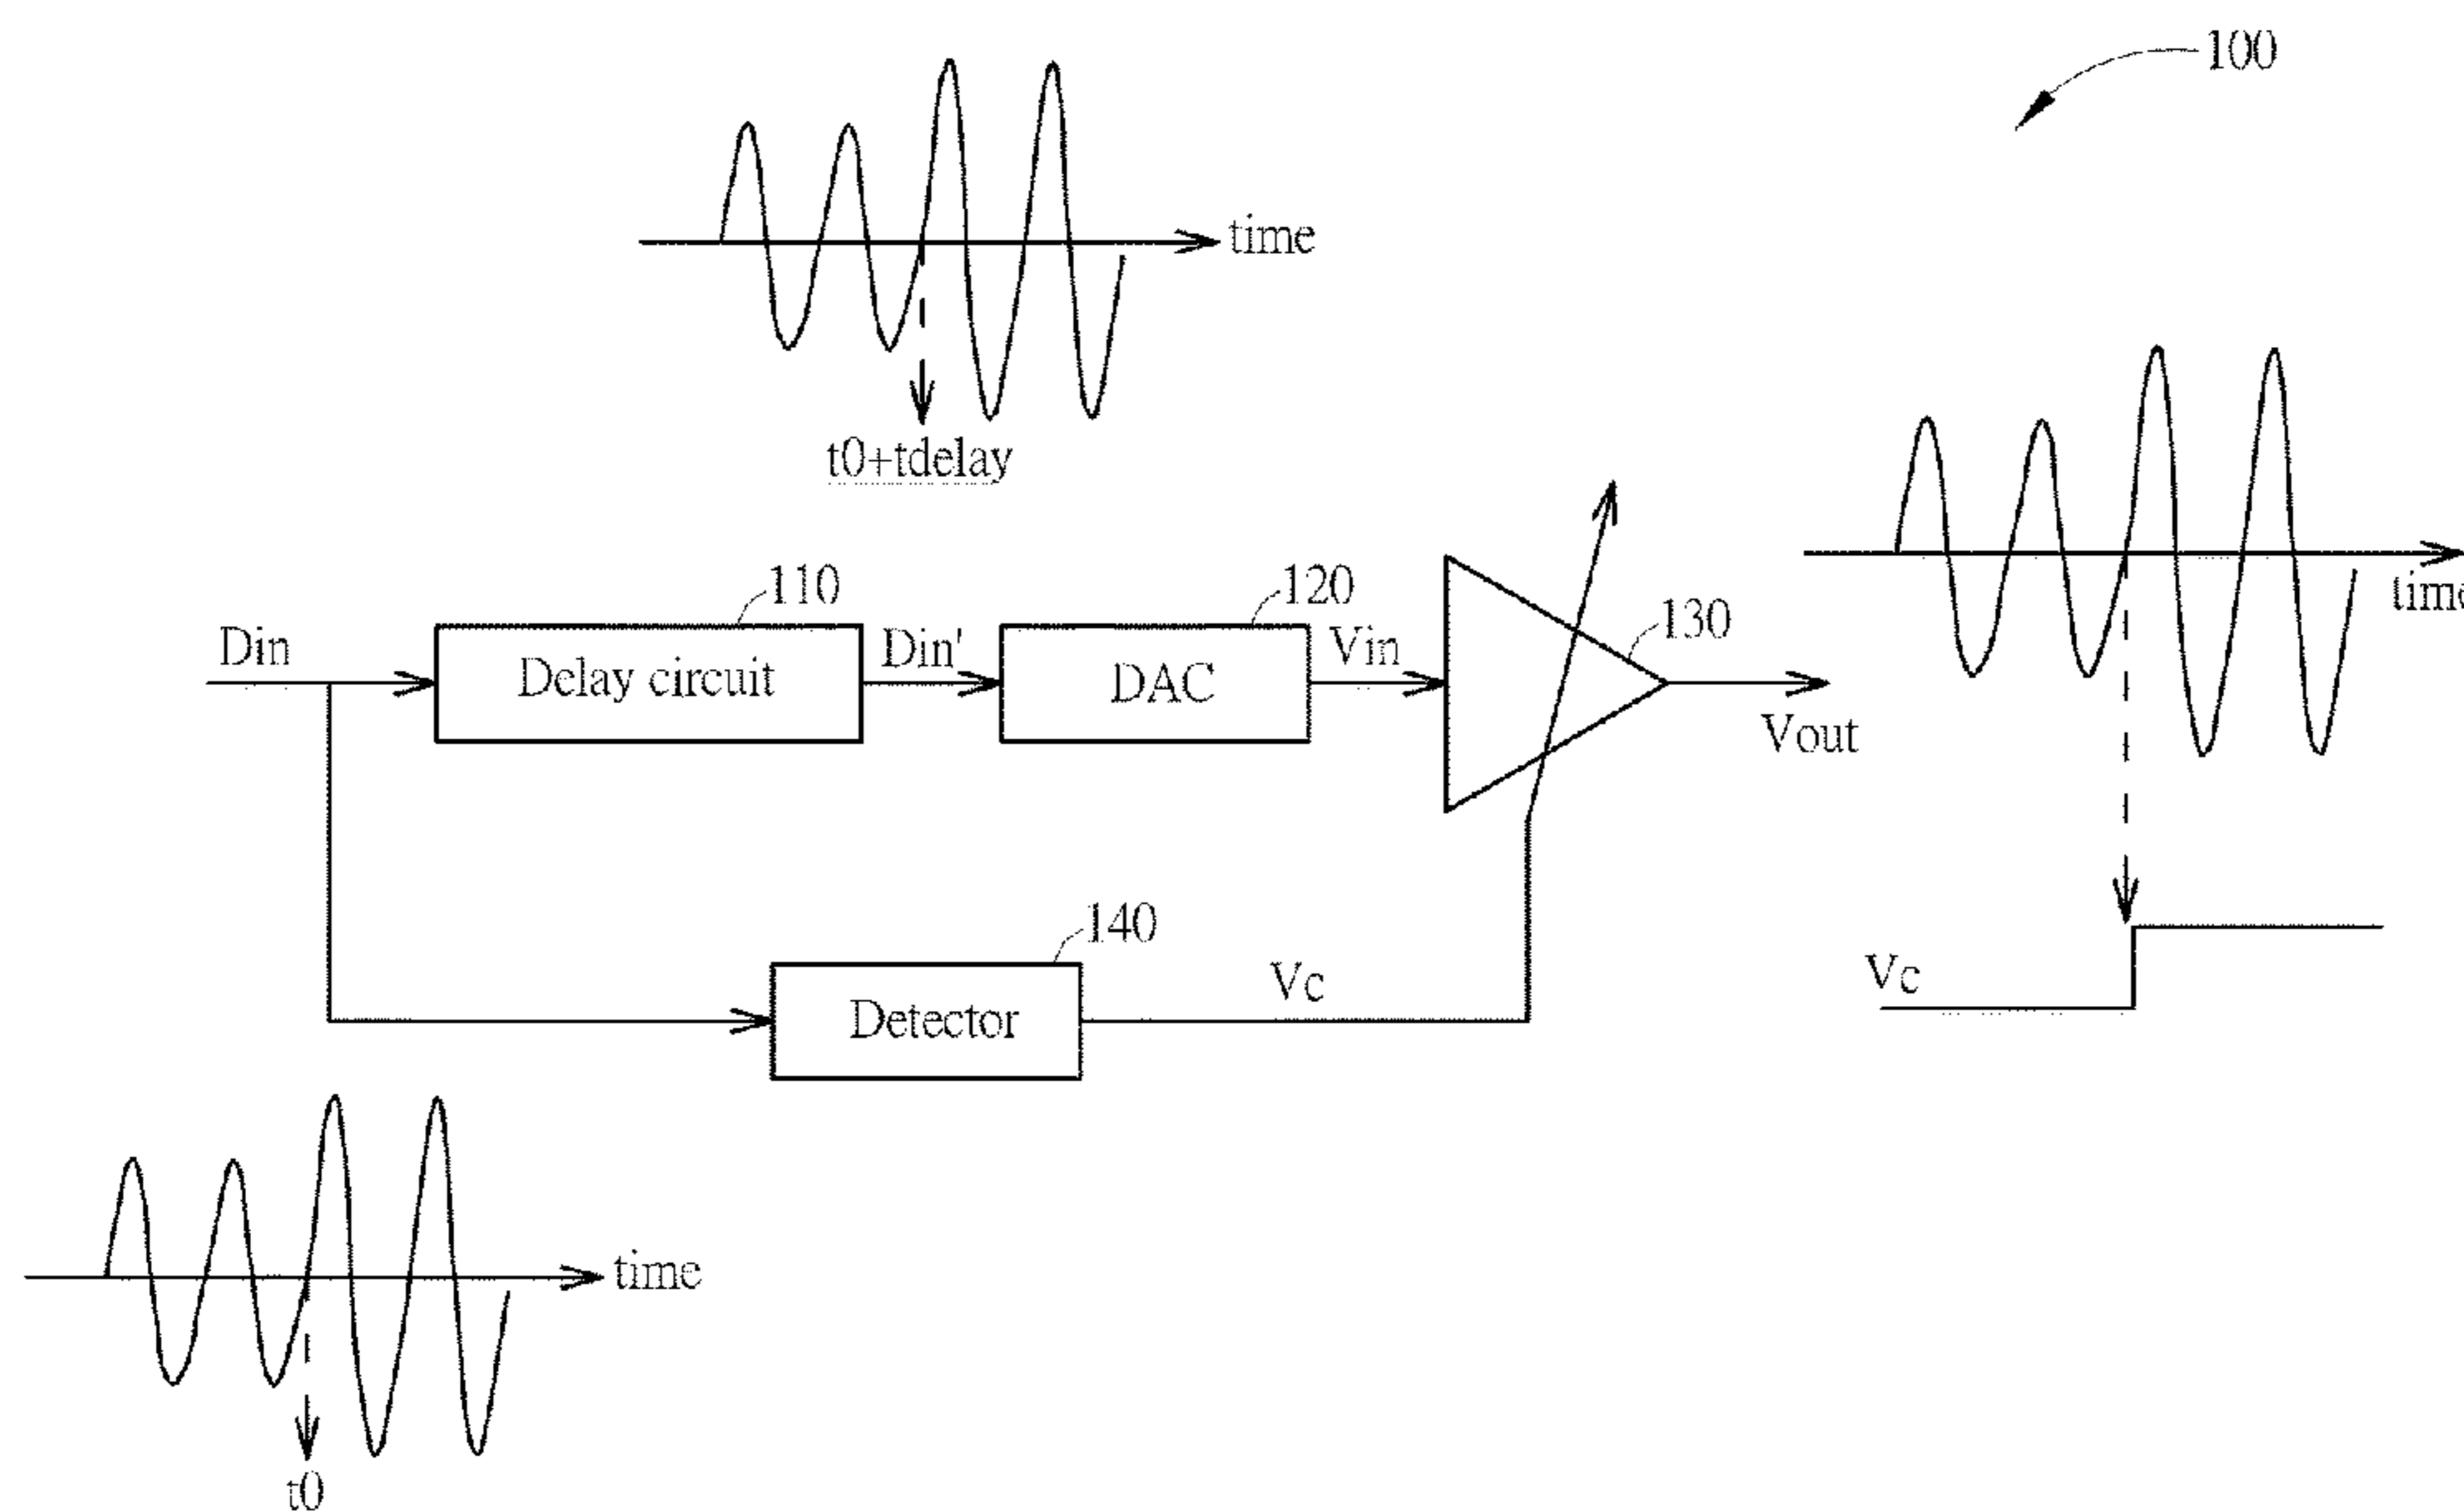 100
time
t0+tdelay
time
110
120
130
Din
Delay circuit
Din'
DAC
Vin
Vout
140
Vc
Vc
Detector
time
t0